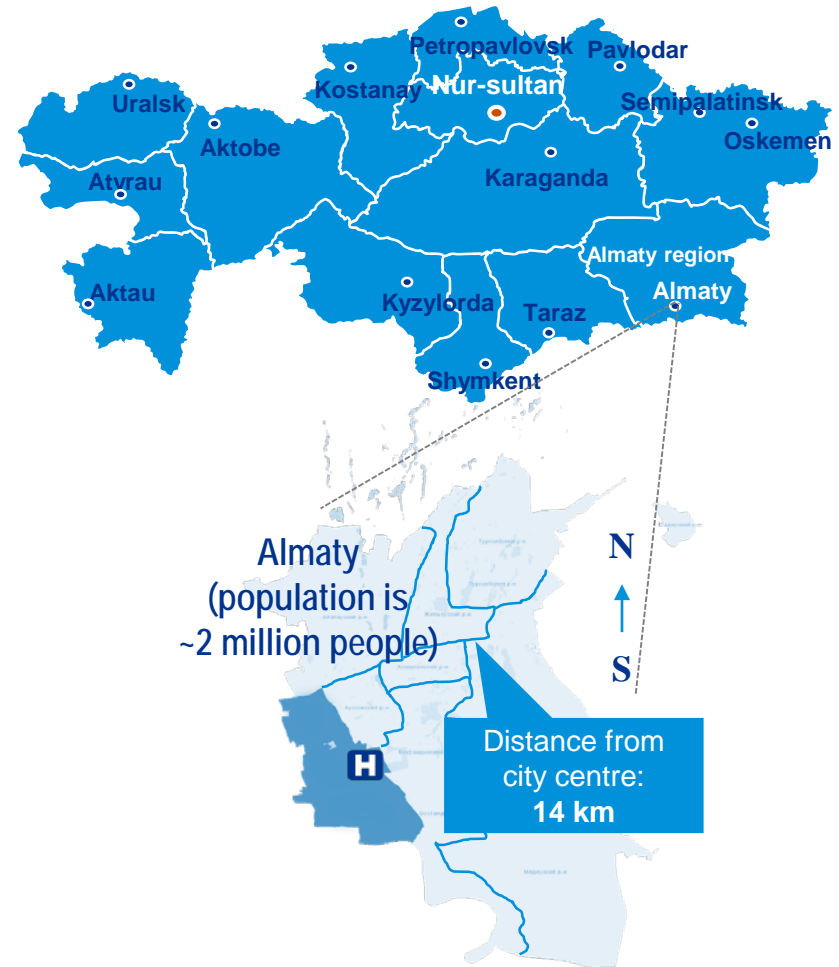 Petropavlovsk
Pavlodar
Kostanay
Nur-sultan
Uralsk
Semipalatinsk
Aktobe
Oskemen
Atvrau
Karaganda
Almaty region
Aktau
Kyzylorda
Taraz
Almaty
Shymkent
Almaty
(population is
~2 million people)
N
S
H
Distance from
city centre:
14 km